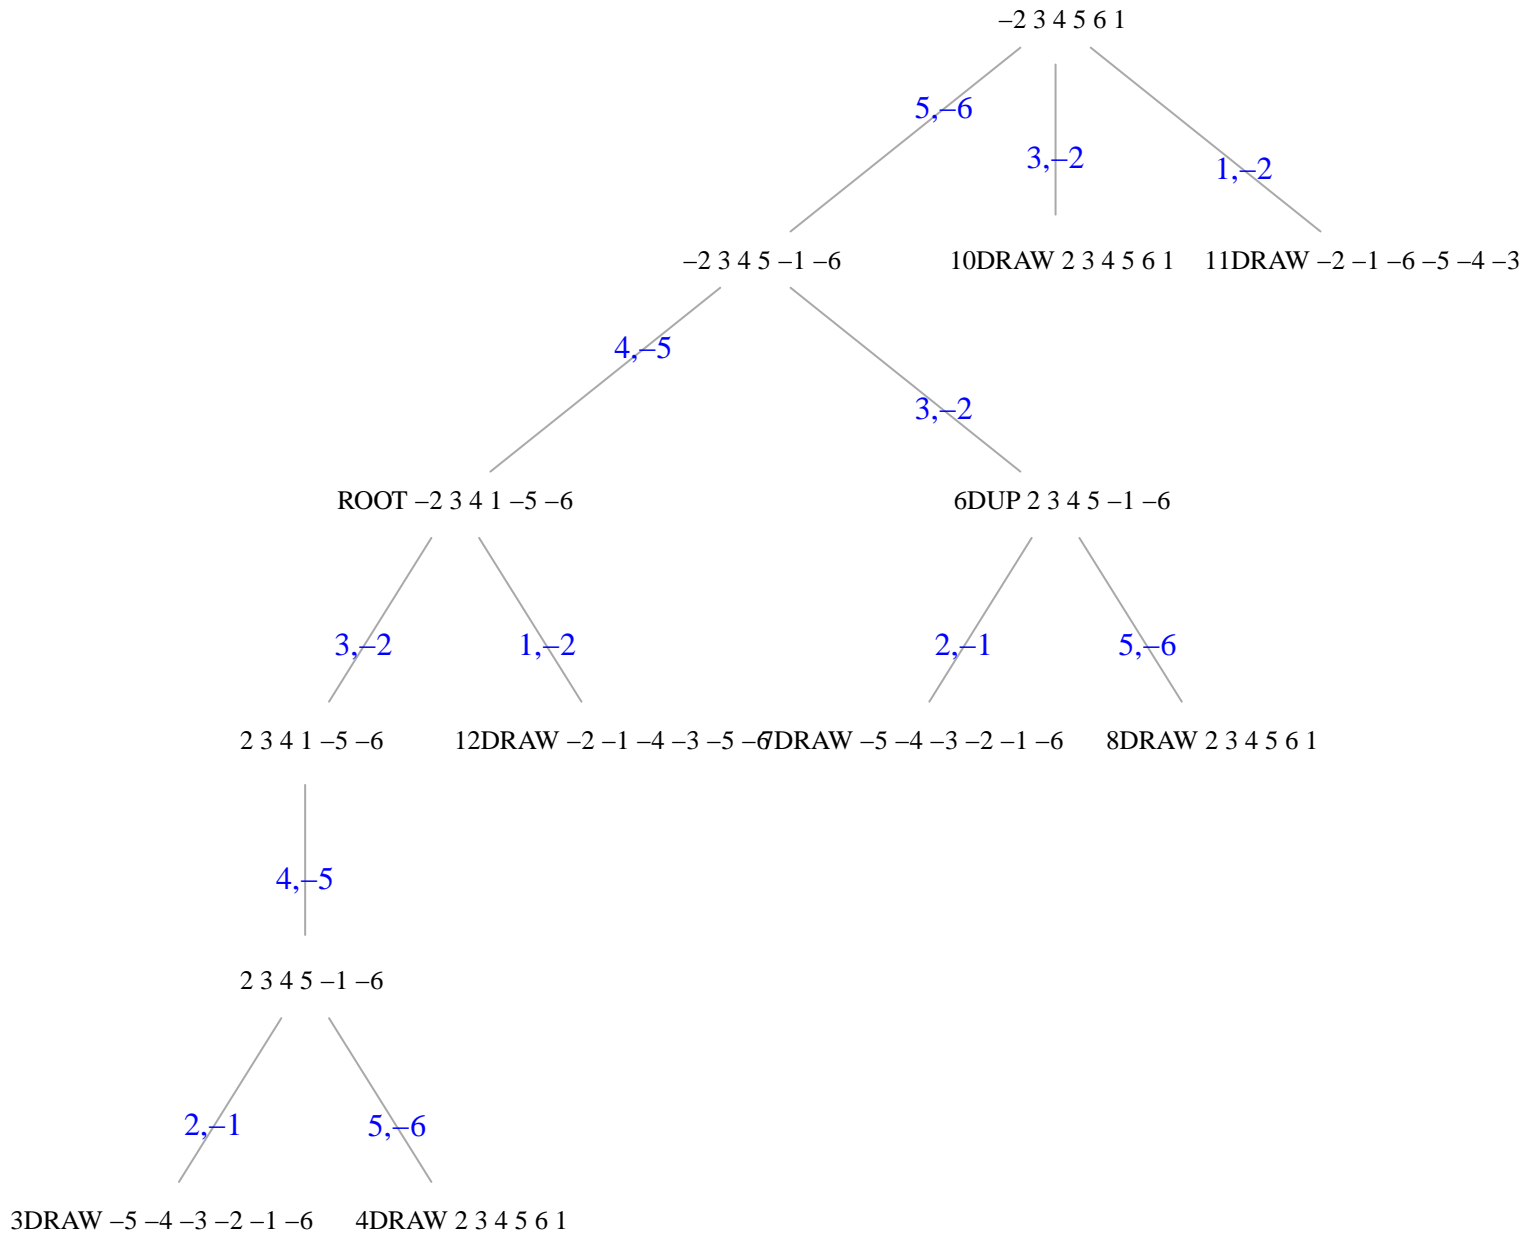 –2 3 4 5 6 1
5,–6
3,–2
1,–2
–2 3 4 5 –1 –6
10DRAW 2 3 4 5 6 1
11DRAW –2 –1 –6 –5 –4 –3
4,–5
3,–2
ROOT –2 3 4 1 –5 –6
6DUP 2 3 4 5 –1 –6
3,–2
1,–2
2,–1
5,–6
2 3 4 1 –5 –6
12DRAW –2 –1 –4 –3 –5 –6
7DRAW –5 –4 –3 –2 –1 –6
8DRAW 2 3 4 5 6 1
4,–5
2 3 4 5 –1 –6
2,–1
5,–6
3DRAW –5 –4 –3 –2 –1 –6
4DRAW 2 3 4 5 6 1